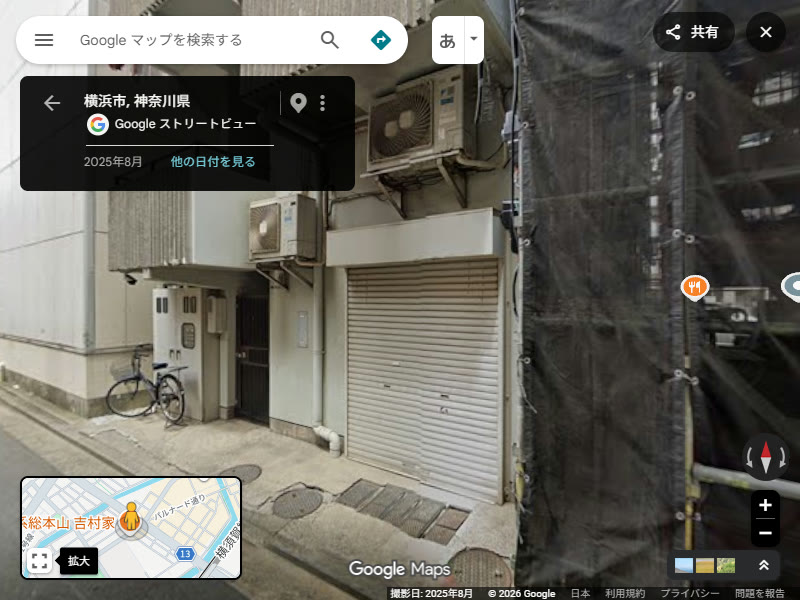 Google マップを検索する
あ
共有
横浜市, 神奈川県
Google ストリートビュー
2025年8月
他の日付を見る
系総本山 吉村家
パルナード通り
13
横須賀
拡大
Google Maps
撮影日: 2025年8月
© 2026 Google
日本
利用規約
プライバシー
問題を報告